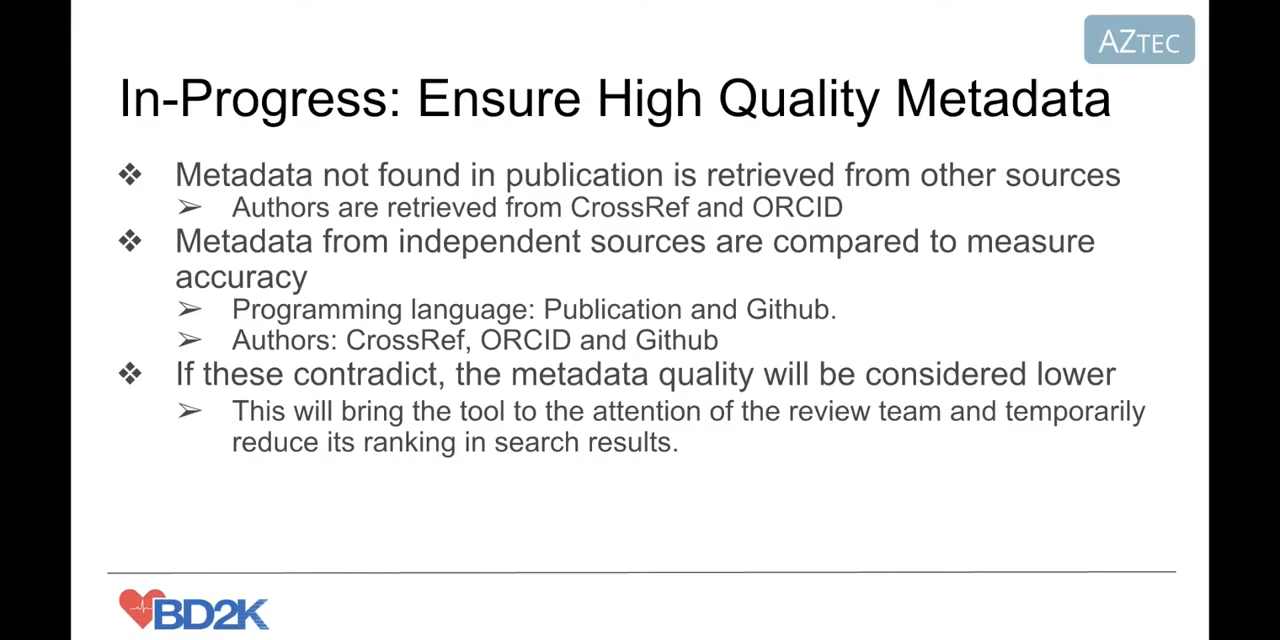 AZTEC
In-Progress: Ensure High Quality Metadata
❖ Metadata not found in publication is retrieved from other sources
➢ Authors are retrieved from CrossRef and ORCID
❖ Metadata from independent sources are compared to measure
accuracy
➢ Programming language: Publication and Github.
➢ Authors: CrossRef, ORCID and Github
❖ If these contradict, the metadata quality will be considered lower
➢ This will bring the tool to the attention of the review team and temporarily
reduce its ranking in search results.
BD2K